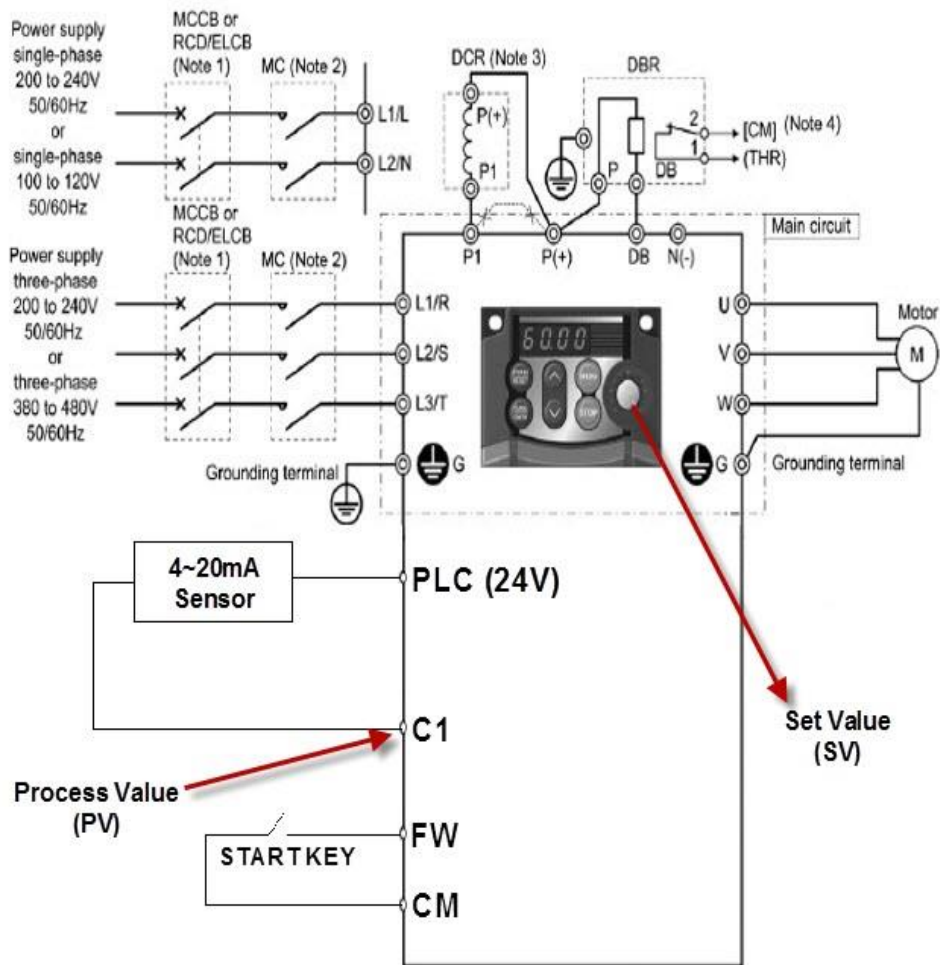 Power supply
single-phase
200 to 240V
50/60Hz
or
single-phase
100 to 120V
50/60Hz
MCCB or
RCD/ELCB
(Note 1)
MC (Note 2)
L1/L
L2/N
DCR (Note 3)
P(+)
P1
DBR
P
DB
2
1
[CM] (Note 4)
(THR)
Power supply
three-phase
200 to 240V
50/60Hz
or
three-phase
380 to 480V
50/60Hz
MCCB or
RCD/ELCB
(Note 1)
MC (Note 2)
P1
P(+)
DB
N(-)
Main circuit
L1/R
L2/S
L3/T
60.00
STOP
U
V
W
Motor
M
Grounding terminal
G
G
Grounding terminal
4~20mA
Sensor
PLC (24V)
C1
Process Value
(PV)
Set Value
(SV)
FW
START KEY
CM